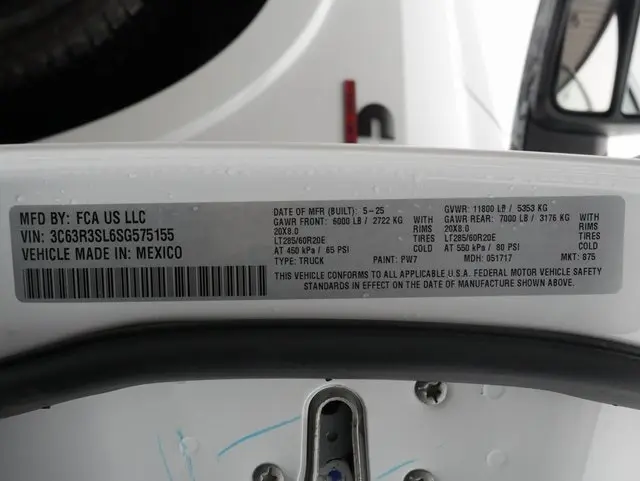 MFD BY: FCA US LLC
VIN: 3C63R3SL6SG575155
VEHICLE MADE IN: MEXICO
DATE OF MFR (BUILT): 5-25
GAWR FRONT: 6000 LB / 2722 KG WITH
20X8.0 RIMS
LT285/60R20E TIRES
AT 450 kPa / 65 PSI COLD
TYPE: TRUCK PAINT: PW7
GVWR: 11800 LB / 5353 KG
GAWR REAR: 7000 LB / 3176 KG WITH
20X8.0 RIMS
LT285/60R20E TIRES
AT 550 kPa / 80 PSI COLD
MDH: 051717 MKT: 875
THIS VEHICLE CONFORMS TO ALL APPLICABLE U.S.A. FEDERAL MOTOR VEHICLE SAFETY
STANDARDS IN EFFECT ON THE DATE OF MANUFACTURE SHOWN ABOVE.